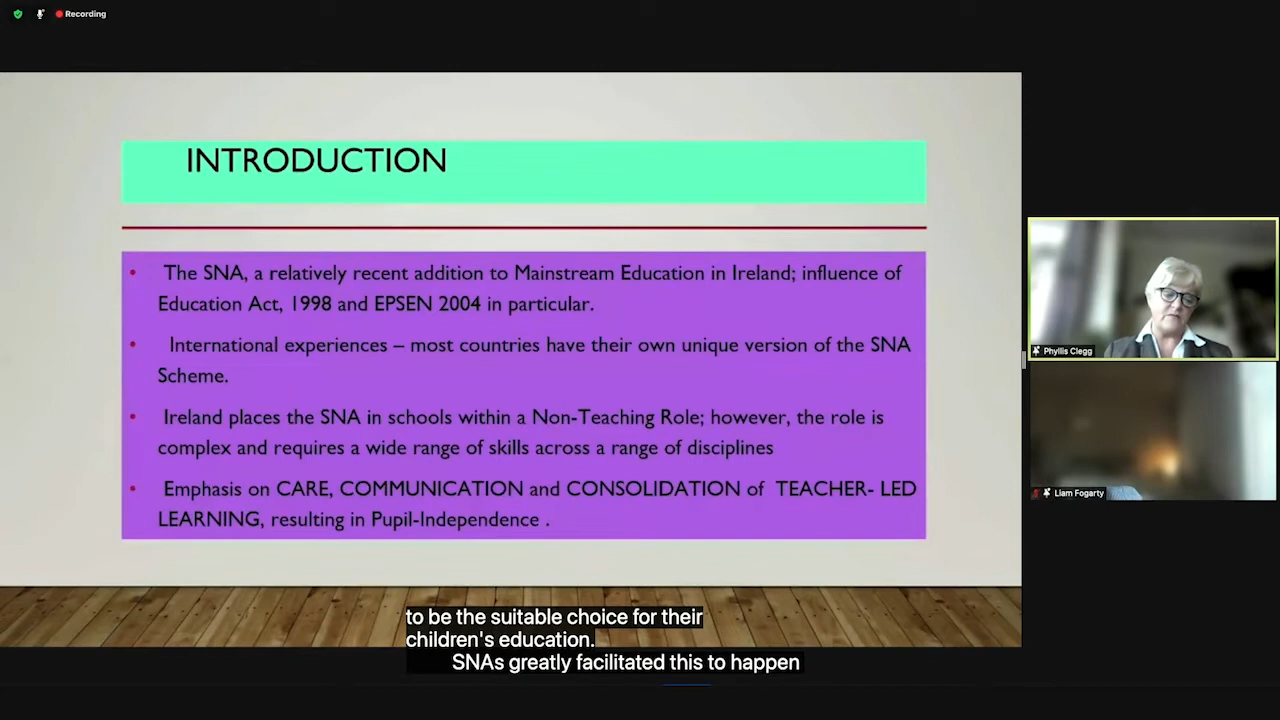 Recording
INTRODUCTION
• The SNA, a relatively recent addition to Mainstream Education in Ireland; influence of
Education Act, 1998 and EPSEN 2004 in particular.
• International experiences – most countries have their own unique version of the SNA
Scheme.
• Ireland places the SNA in schools within a Non-Teaching Role; however, the role is
complex and requires a wide range of skills across a range of disciplines
• Emphasis on CARE, COMMUNICATION and CONSOLIDATION of TEACHER- LED
LEARNING, resulting in Pupil-Independence .
Phyllis Clegg
Liam Fogarty
to be the suitable choice for their
children's education.
SNAs greatly facilitated this to happen